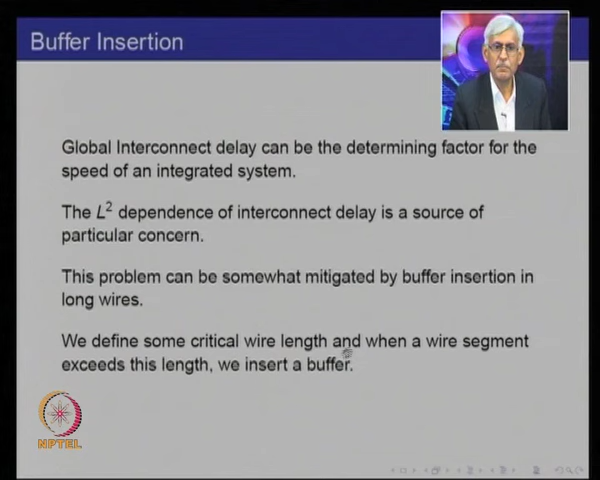 Buffer Insertion
Global Interconnect delay can be the determining factor for the
speed of an integrated system.
The L² dependence of interconnect delay is a source of
particular concern.
This problem can be somewhat mitigated by buffer insertion in
long wires.
We define some critical wire length and when a wire segment
exceeds this length, we insert a buffer.
NPTEL